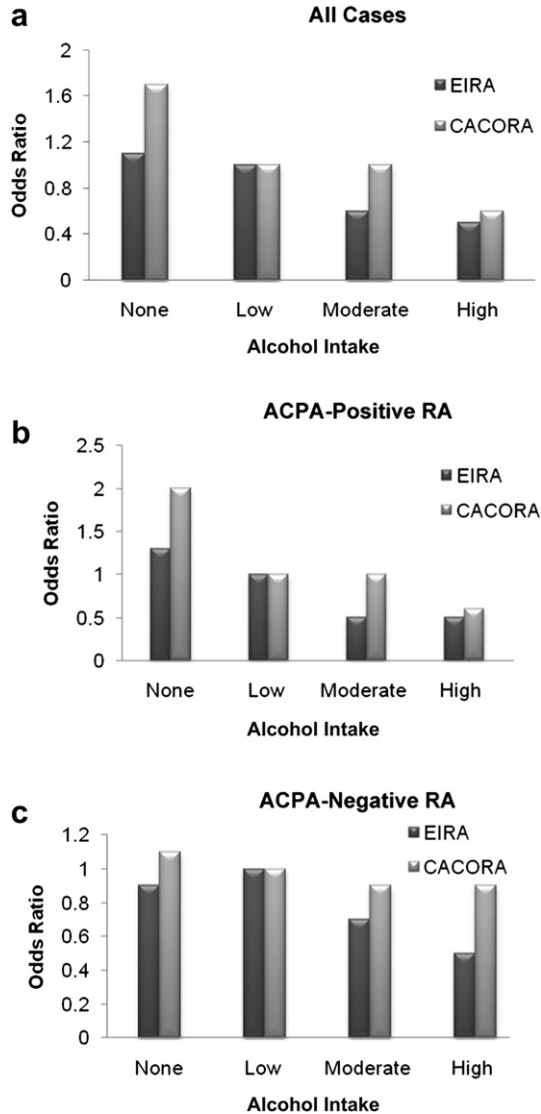 a
All Cases
2
1.6
1.2
0.8
0.4
0
Odds Ratio
EIRA
CACORA
None Low Moderate High
Alcohol Intake
b
ACPA-Positive RA
2.5
2
1.5
1
0.5
0
Odds Ratio
EIRA
CACORA
None Low Moderate High
Alcohol Intake
c
ACPA-Negative RA
1.2
1
0.8
0.6
0.4
0.2
0
Odds Ratio
EIRA
CACORA
None Low Moderate High
Alcohol Intake